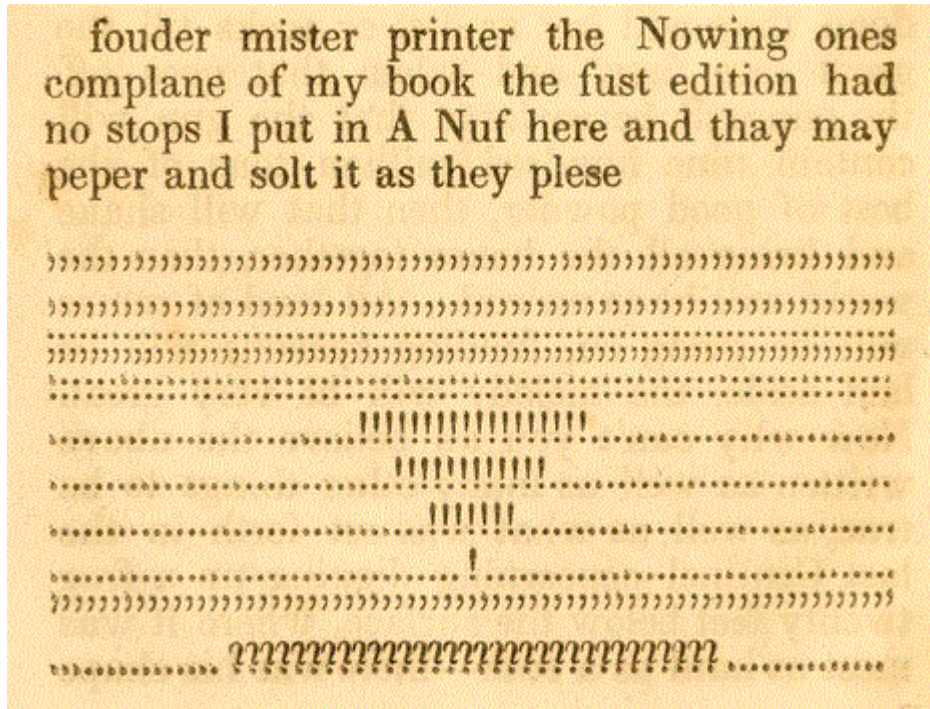 fouder mister printer the Nowing ones
complane of my book the fust edition had
no stops I put in A Nuf here and thay may
peper and solt it as they plese
,,,,,,,,,,,,,,,,,,,,,,,,,,,,,,,,,,,,,,,,,,,,,,,,,,,,,,,,,,,,,,,,,,,,,,
,,,,,,,,,,,,,,,,,,,,,,,,,,,,,,,,,,,,,,,,,,,,,,,,,,,,,,,,,,,,,,,,,,,,,,
;;;;;;;;;;;;;;;;;;;;;;;;;;;;;;;;;;;;;;;;;;;;;;;;;;;;;;;;;;;;;;;;;;;;;;
::::::::::::::::::::::::::::::::::::::::::::::::::::::::::::::::::::::
..........................!!!!!!!!!!!!!!!!!!!..........................
.............................!!!!!!!!!!!!!.............................
................................!!!!!!!................................
...................................!...................................
,,,,,,,,,,,,,,,,,,,,,,,,,,,,,,,,,,,,,,,,,,,,,,,,,,,,,,,,,,,,,,,,,,,,,,
...............????????????????????????????????.............